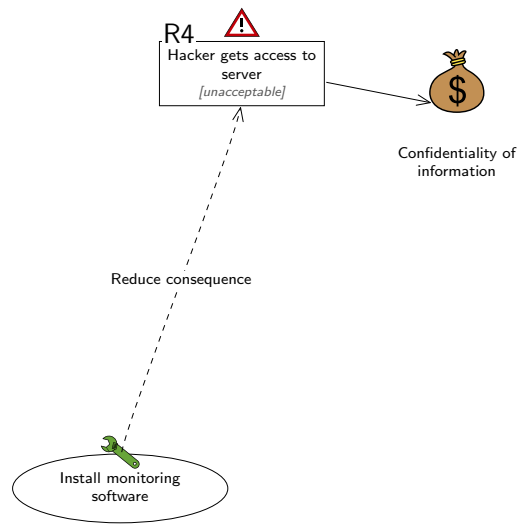 R4
Hacker gets access to
server
[unacceptable]
$
Confidentiality of
information
Reduce consequence
Install monitoring
software